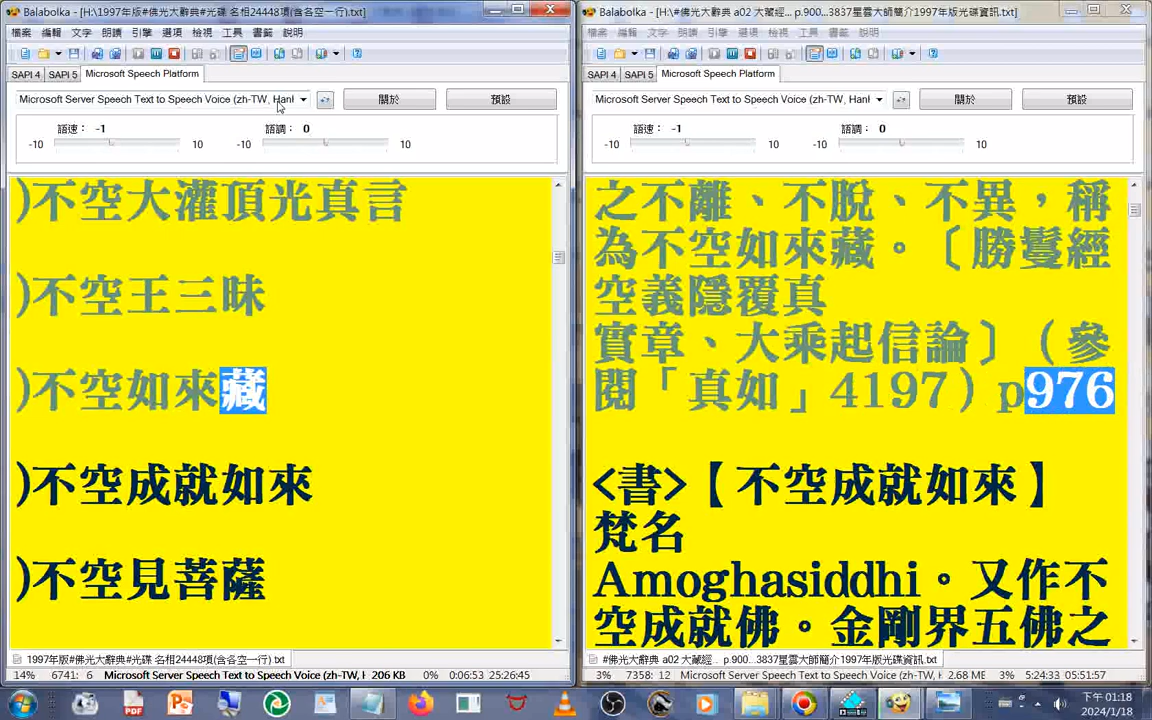 Balabolka - [H:\1997年版#佛光大辭典#光碟 名相24448項(含各空一行).txt]
檔案 編輯 文字 朗讀 引擎 選項 檢視 工具 書籤 說明
SAPI 4 SAPI 5 Microsoft Speech Platform
Microsoft Server Speech Text to Speech Voice (zh-TW, Hanl
關於 預設
語速： -1 語調： 0
-10 10 -10 10
)不空大灌頂光真言
)不空王三昧
)不空如來藏
)不空成就如來
)不空見菩薩
1997年版#佛光大辭典#光碟 名相24448項(含各空一行).txt
14% 6741: 6 Microsoft Server Speech Text to Speech Voice (zh-TW, H 206 KB 0% 0:06:53 25:26:45
Balabolka - [H:\#佛光大辭典 a02 大藏經... p.900...3837星雲大師簡介1997年版光碟資訊.txt]
檔案 編輯 文字 朗讀 引擎 選項 檢視 工具 書籤 說明
SAPI 4 SAPI 5 Microsoft Speech Platform
Microsoft Server Speech Text to Speech Voice (zh-TW, Hanl
關於 預設
語速： -1 語調： 0
-10 10 -10 10
之不離、不脫、不異，稱
為不空如來藏。〔勝鬘經
空義隱覆真
實章、大乘起信論〕（參
閱「真如」4197）p976
<書>【不空成就如來】
梵名
Amoghasiddhi。又作不
空成就佛。金剛界五佛之
#佛光大辭典 a02 大藏經... p.900...3837星雲大師簡介1997年版光碟資訊.txt
3% 7358: 12 Microsoft Server Speech Text to Speech Voice (zh-TW, H 2.68 ME 3% 5:24:33 05:51:57
PDF
下午 01:18
2024/1/18